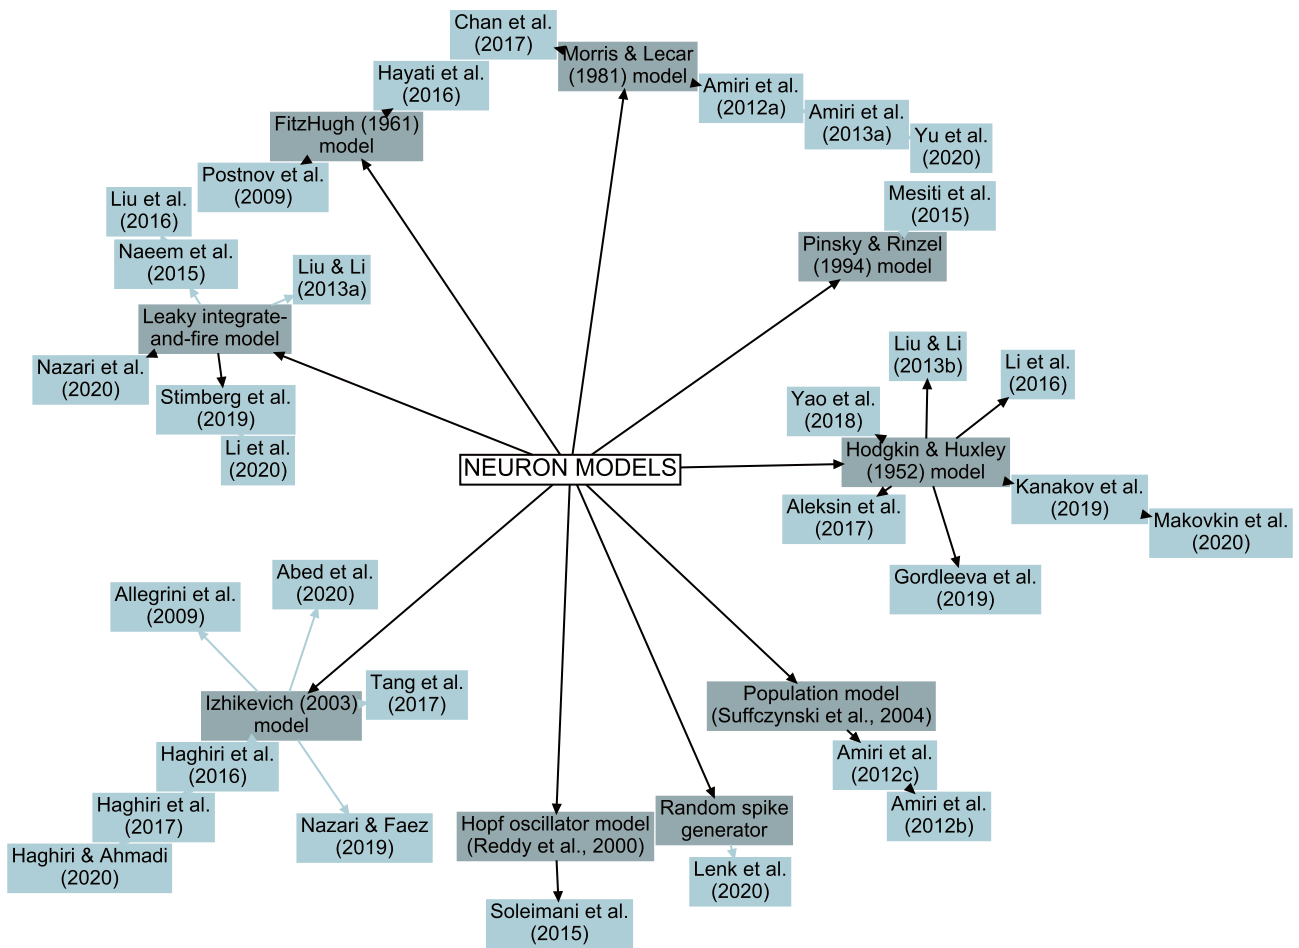 Chan et al.
(2017)
Morris & Lecar
(1981) model
Hayati et al.
(2016)
Amiri et al.
(2012a)
Amiri et al.
(2013a)
FitzHugh (1961)
model
Yu et al.
(2020)
Postnov et al.
(2009)
Mesiti et al.
(2015)
Liu et al.
(2016)
Pinsky & Rinzel
(1994) model
Naeem et al.
(2015)
Liu & Li
(2013a)
Leaky integrate-
and-fire model
Liu & Li
(2013b)
Li et al.
(2016)
Nazari et al.
(2020)
Stimberg et al.
(2019)
Yao et al.
(2018)
Li et al.
(2020)
NEURON MODELS
Hodgkin & Huxley
(1952) model
Kanakov et al.
(2019)
Aleksin et al.
(2017)
Makovkin et al.
(2020)
Gordleeva et al.
(2019)
Abed et al.
(2020)
Allegrini et al.
(2009)
Tang et al.
(2017)
Izhikevich (2003)
model
Population model
(Suffczynski et al., 2004)
Haghiri et al.
(2016)
Amiri et al.
(2012c)
Haghiri et al.
(2017)
Amiri et al.
(2012b)
Random spike
generator
Nazari & Faez
(2019)
Hopf oscillator model
(Reddy et al., 2000)
Haghiri & Ahmadi
(2020)
Lenk et al.
(2020)
Soleimani et al.
(2015)